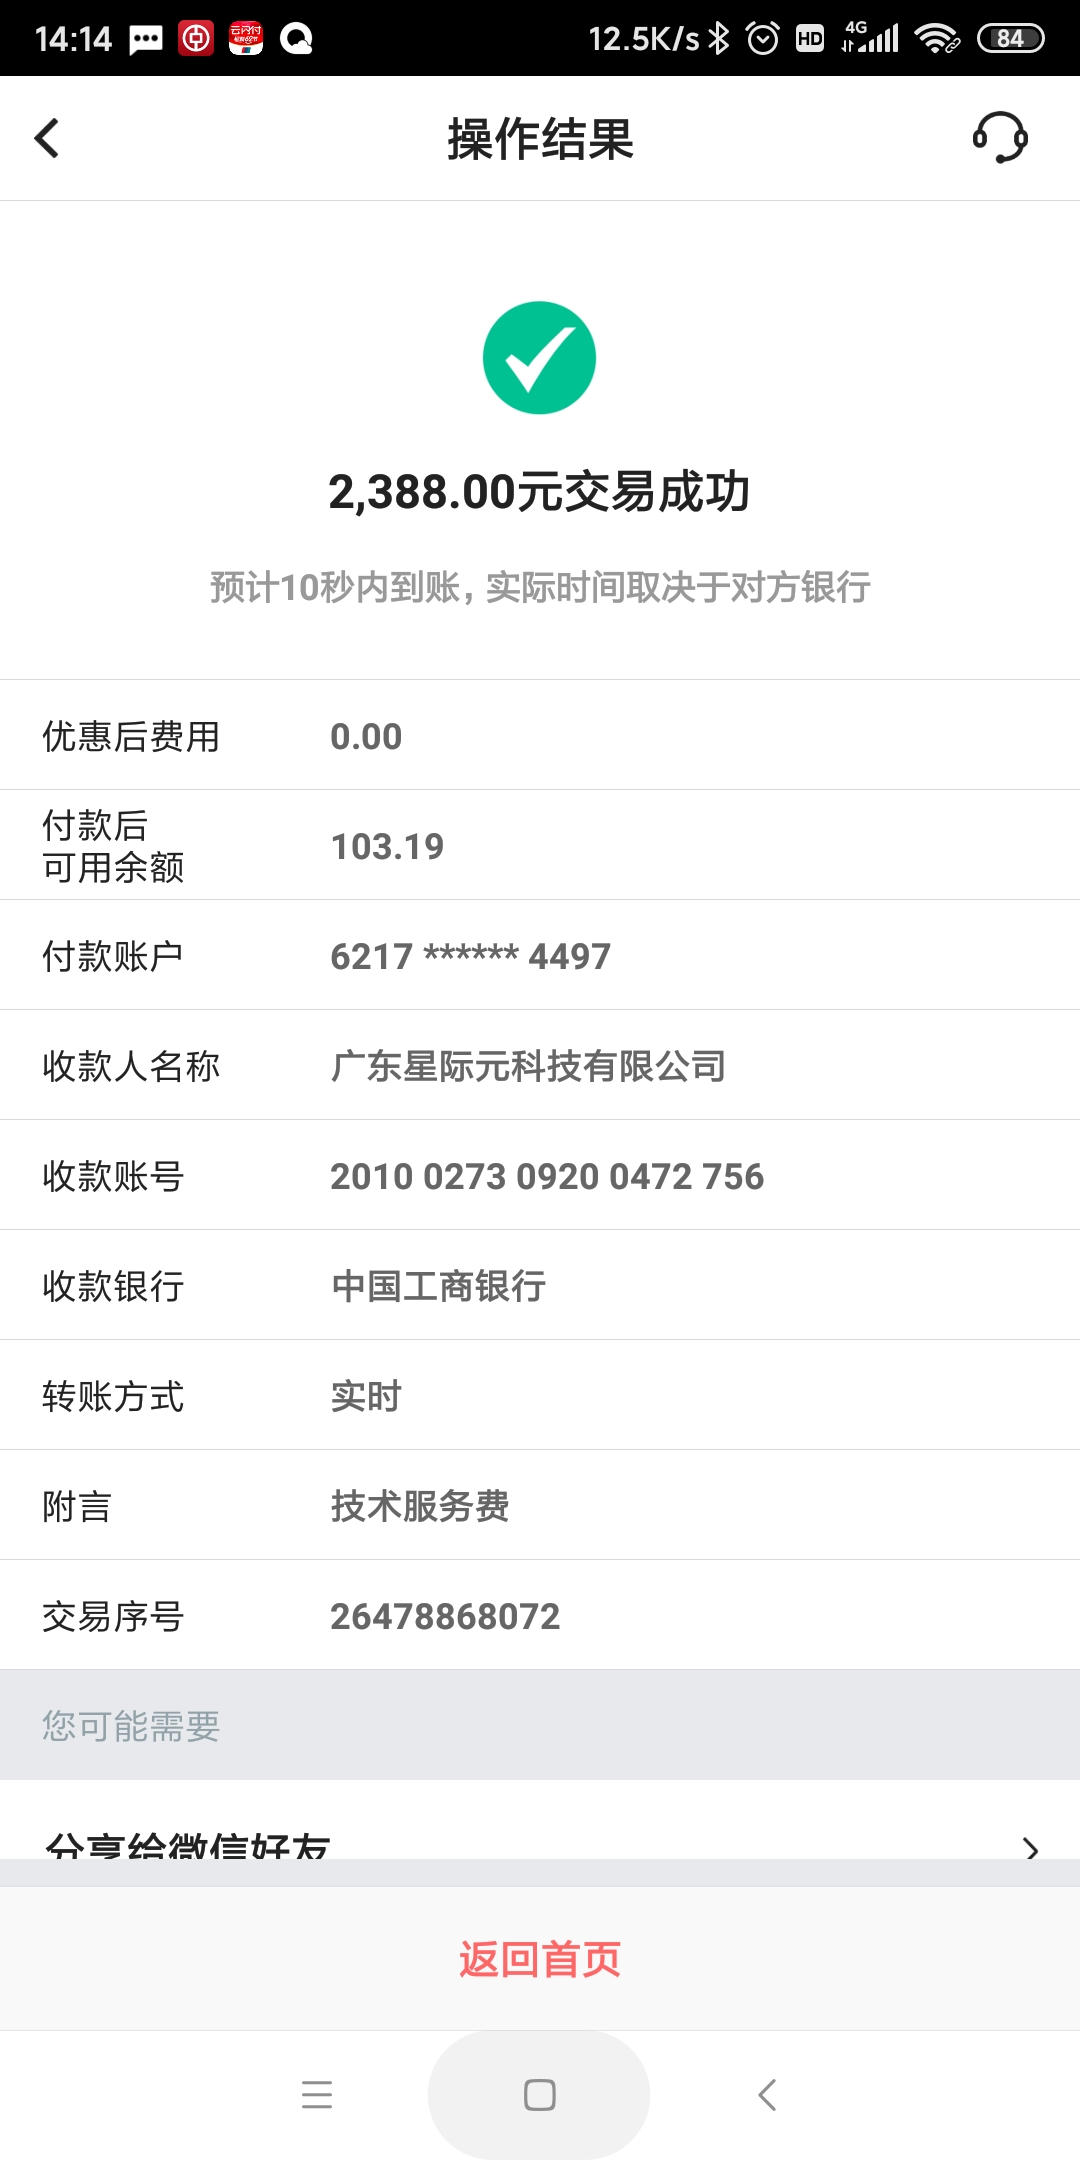 14:14 12.5K/s HD 4G 84
操作结果
2,388.00元交易成功
预计10秒内到账,实际时间取决于对方银行
优惠后费用 0.00
付款后
可用余额 103.19
付款账户 6217 ****** 4497
收款人名称 广东星际元科技有限公司
收款账号 2010 0273 0920 0472 756
收款银行 中国工商银行
转账方式 实时
附言 技术服务费
交易序号 26478868072
您可能需要
分享给微信好友
返回首页